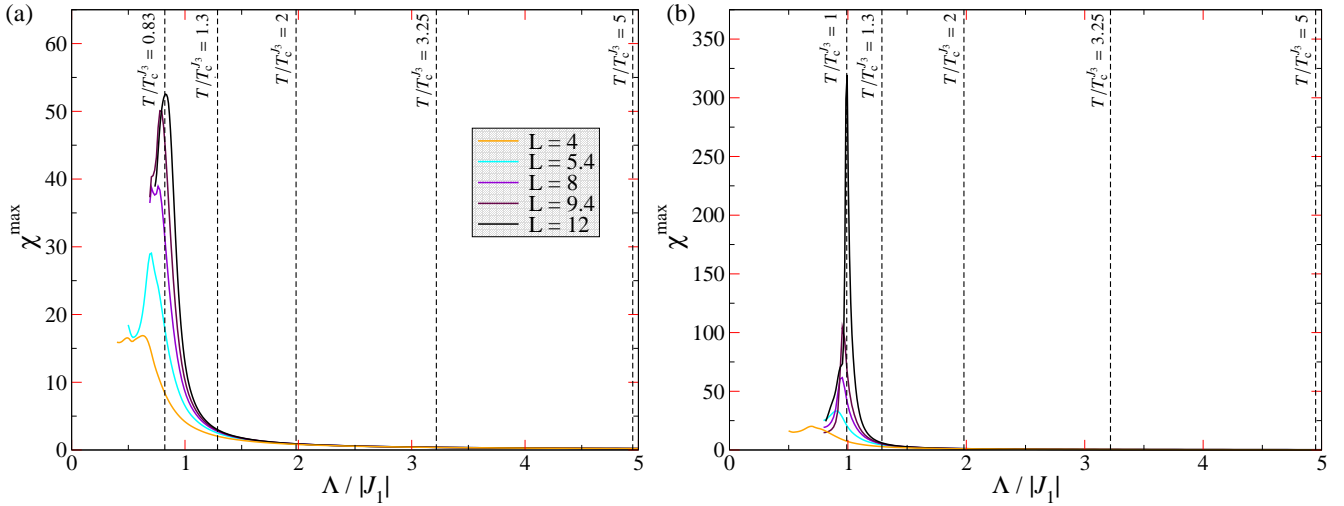 (a)
χ^max
60
50
40
30
20
10
0
T/T_c^{J_3} = 0.83
T/T_c^{J_3} = 1.3
T/T_c^{J_3} = 2
T/T_c^{J_3} = 3.25
T/T_c^{J_3} = 5
L = 4
L = 5.4
L = 8
L = 9.4
L = 12
0 1 2 3 4 5
Λ / |J_1|
(b)
χ^max
350
300
250
200
150
100
50
0
T/T_c^{J_3} = 1
T/T_c^{J_3} = 1.3
T/T_c^{J_3} = 2
T/T_c^{J_3} = 3.25
T/T_c^{J_3} = 5
0 1 2 3 4 5
Λ / |J_1|